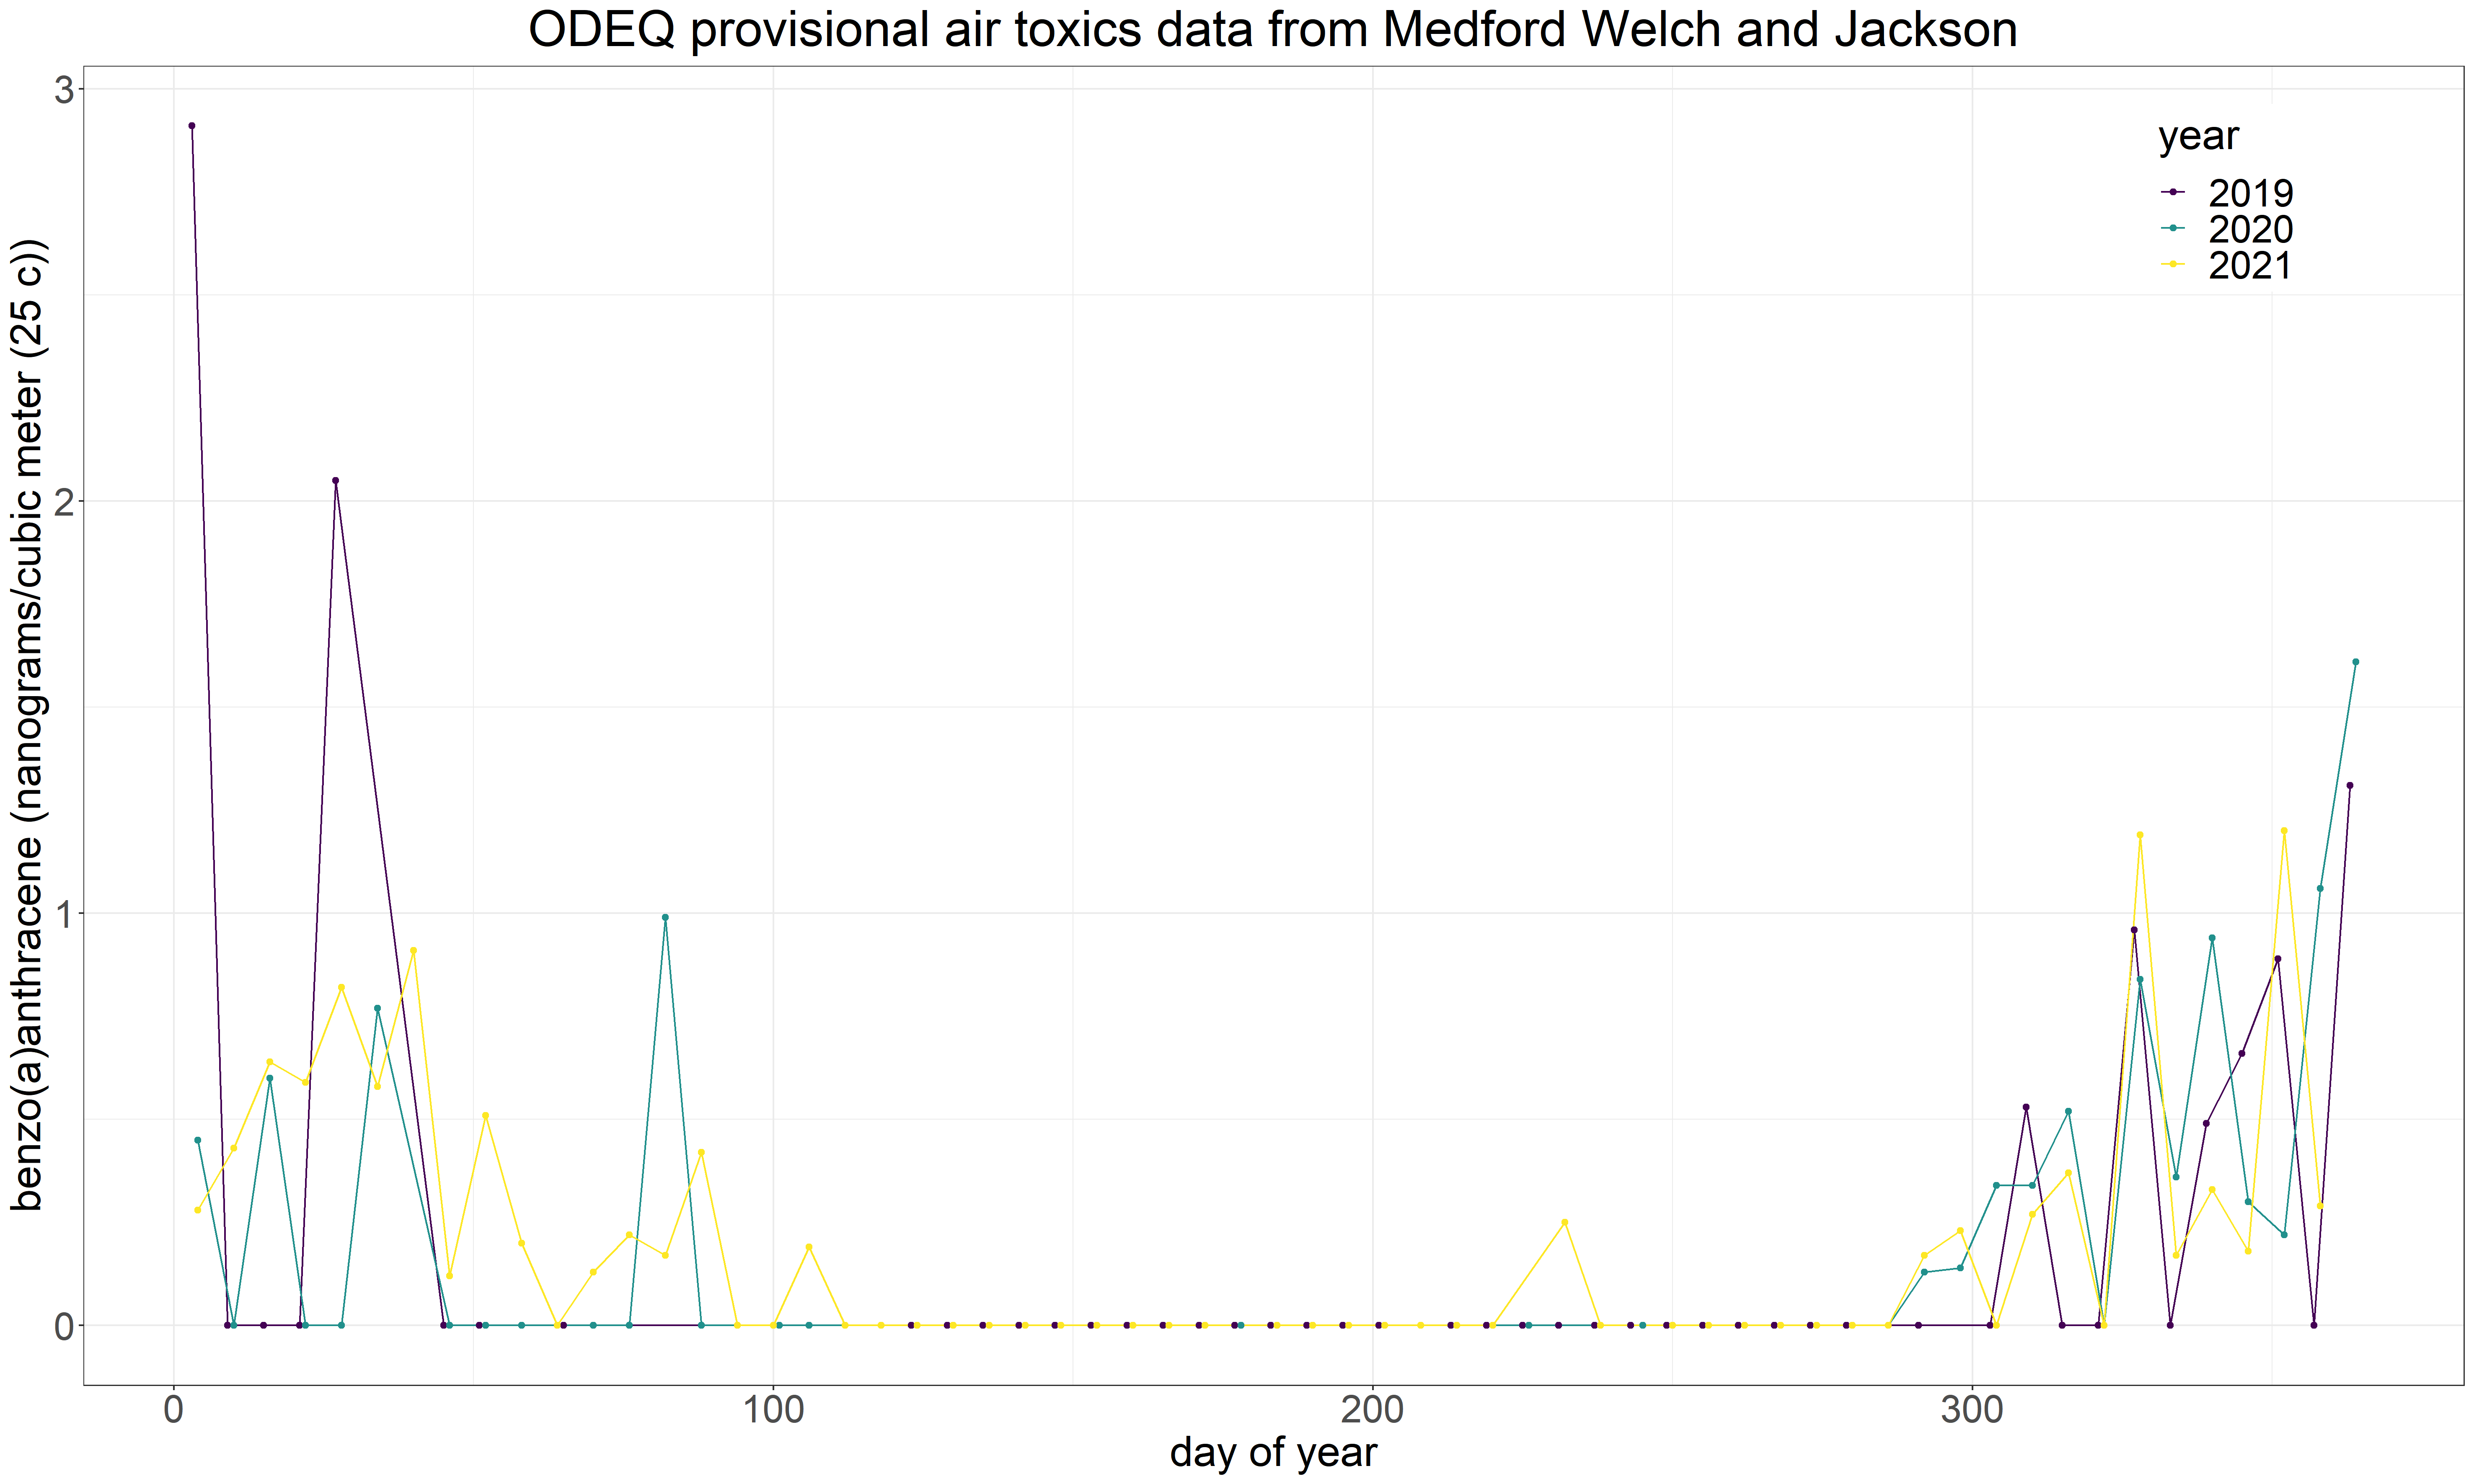 ODEQ provisional air toxics data from Medford Welch and Jackson
benzo(a)anthracene (nanograms/cubic meter (25 c))
3
2
1
0
year
2019
2020
2021
0 100 200 300
day of year